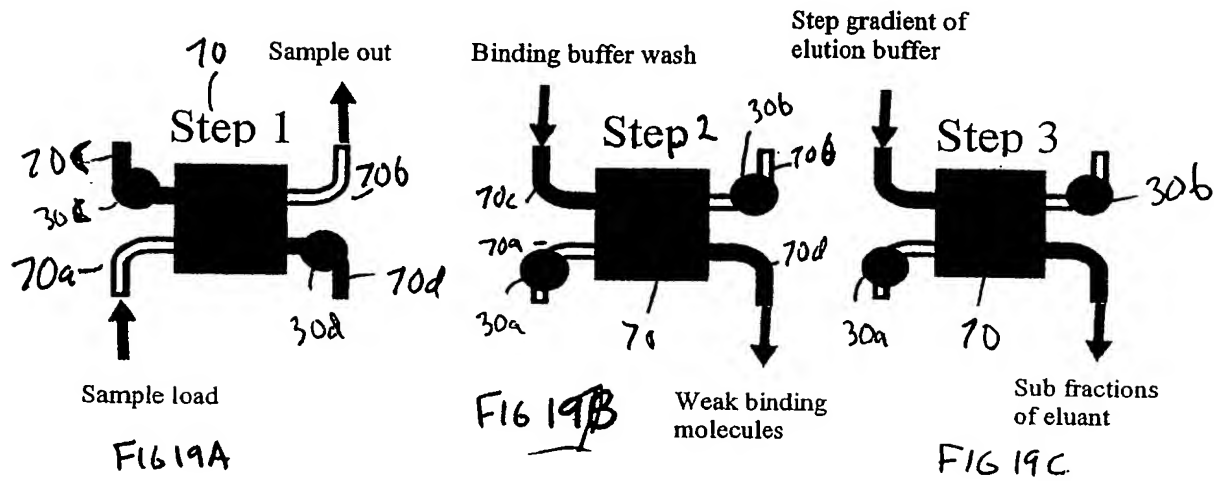 70
Sample out
Step 1
70c
30c
70b
70a
70d
30d
Sample load
FIG 19A
Binding buffer wash
Step 2
30b
70b
70c
70a
70d
30a
70
Weak binding
molecules
FIG 19B
Step gradient of
elution buffer
Step 3
30b
30a
70
Sub fractions
of eluant
FIG 19C